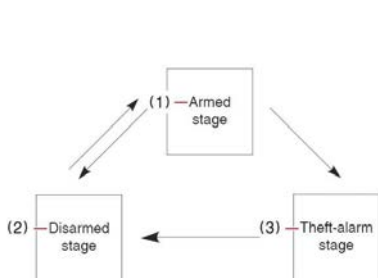 (1) Armed
stage
(2) Disarmed
stage
(3) Theft-alarm
stage